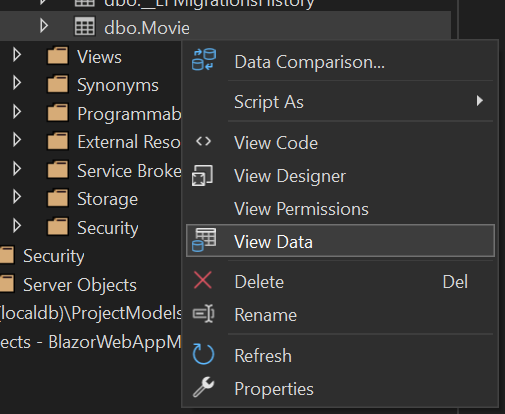 dbo.__EFMigrationsHistory
dbo.Movie
Views
Synonyms
Programmab
External Reso
Service Broke
Storage
Security
Security
Server Objects
(localdb)\ProjectModels
ects - BlazorWebAppM
Data Comparison...
Script As
View Code
View Designer
View Permissions
View Data
Delete Del
Rename
Refresh
Properties